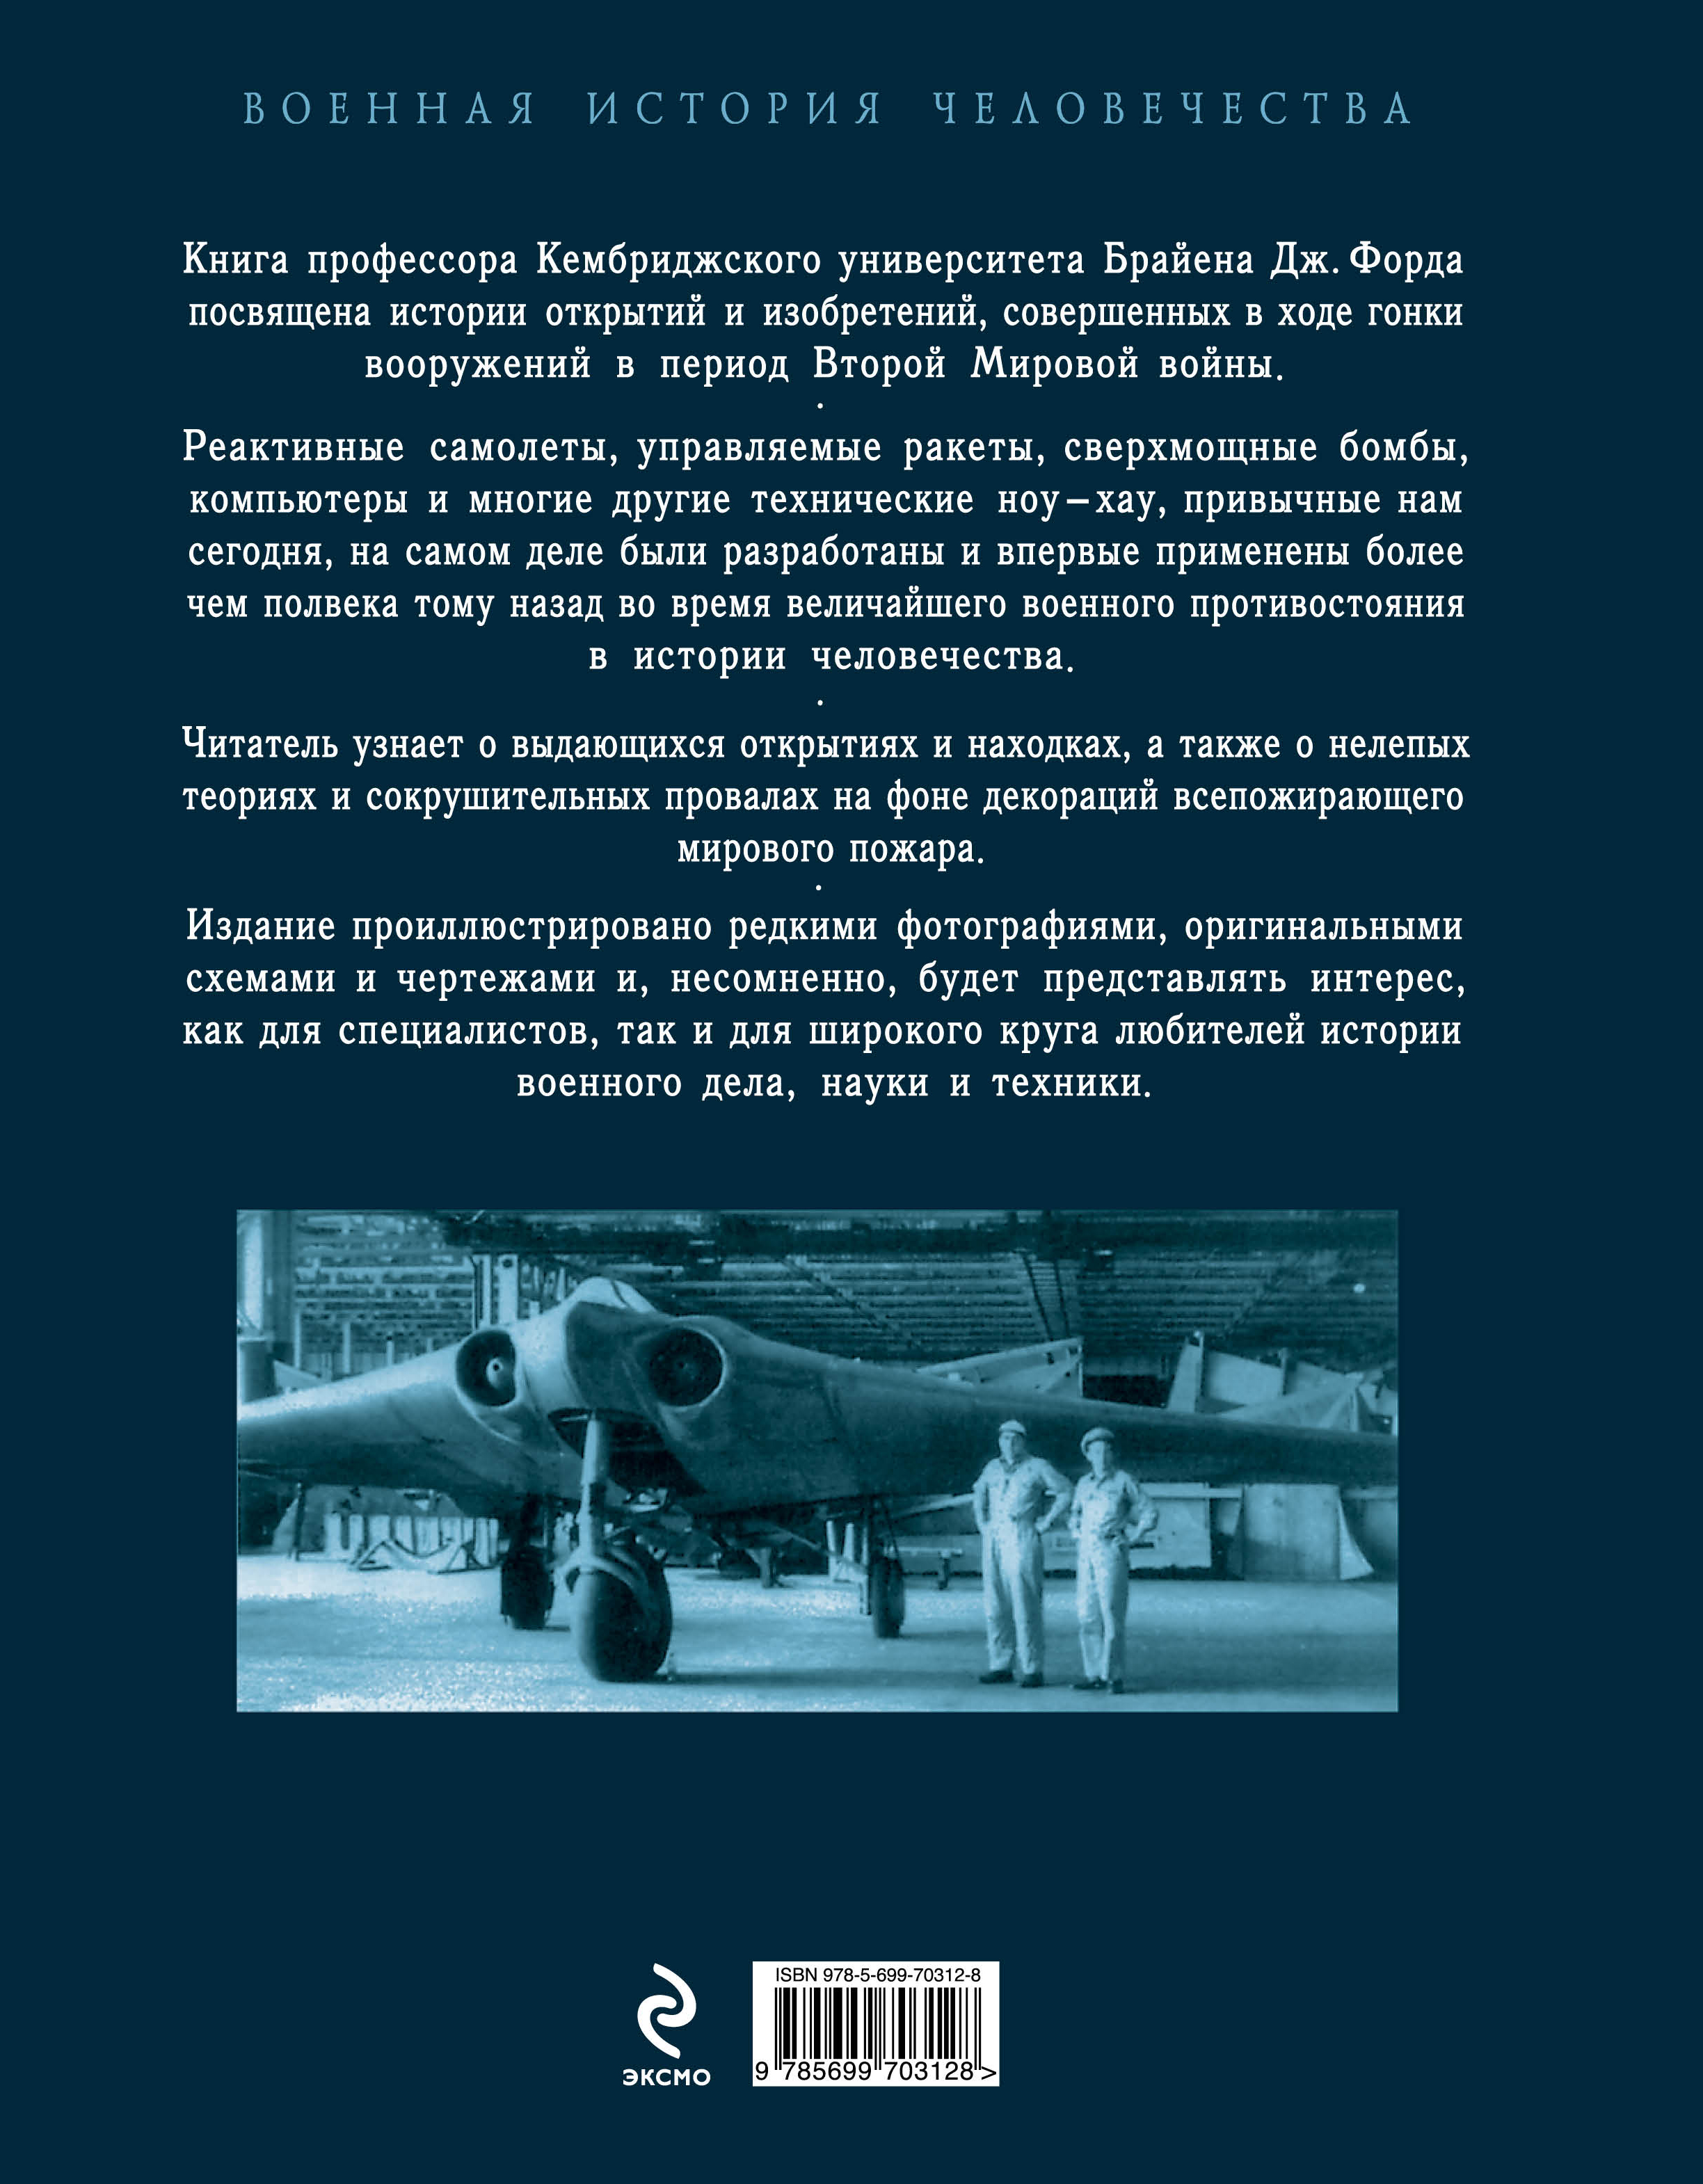 ВОЕННАЯ ИСТОРИЯ ЧЕЛОВЕЧЕСТВА
Книга профессора Кембриджского университета Брайена Дж. Форда
посвящена истории открытий и изобретений, совершенных в ходе гонки
вооружений в период Второй Мировой войны.
·
Реактивные самолеты, управляемые ракеты, сверхмощные бомбы,
компьютеры и многие другие технические ноу–хау, привычные нам
сегодня, на самом деле были разработаны и впервые применены более
чем полвека тому назад во время величайшего военного противостояния
в истории человечества.
·
Читатель узнает о выдающихся открытиях и находках, а также о нелепых
теориях и сокрушительных провалах на фоне декораций всепожирающего
мирового пожара.
·
Издание проиллюстрировано редкими фотографиями, оригинальными
схемами и чертежами и, несомненно, будет представлять интерес,
как для специалистов, так и для широкого круга любителей истории
военного дела, науки и техники.
ЭКСМО
ISBN 978-5-699-70312-8
9 785699 703128 >